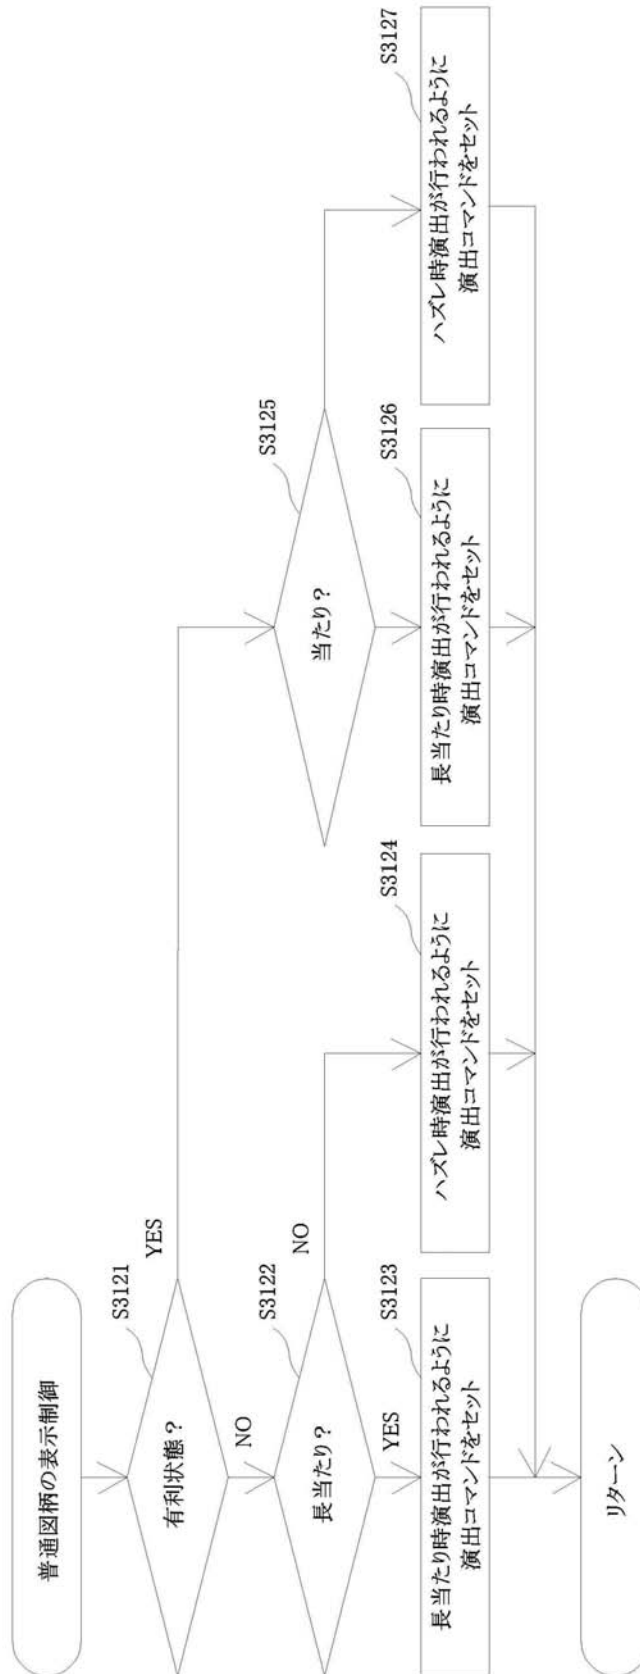 普通図柄の表示制御
S3121
有利状態？
YES
NO
S3122
長当たり？
NO
YES
S3123
長当たり時演出が行われるように
演出コマンドをセット
S3124
ハズレ時演出が行われるように
演出コマンドをセット
S3125
当たり？
S3126
長当たり時演出が行われるように
演出コマンドをセット
S3127
ハズレ時演出が行われるように
演出コマンドをセット
リターン